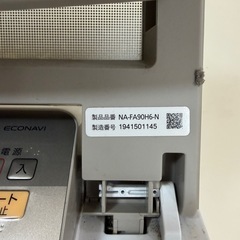 製品品番 NA-FA90H6-N
製造番号 1941501145
ECONAVI
電源
入
ート
止